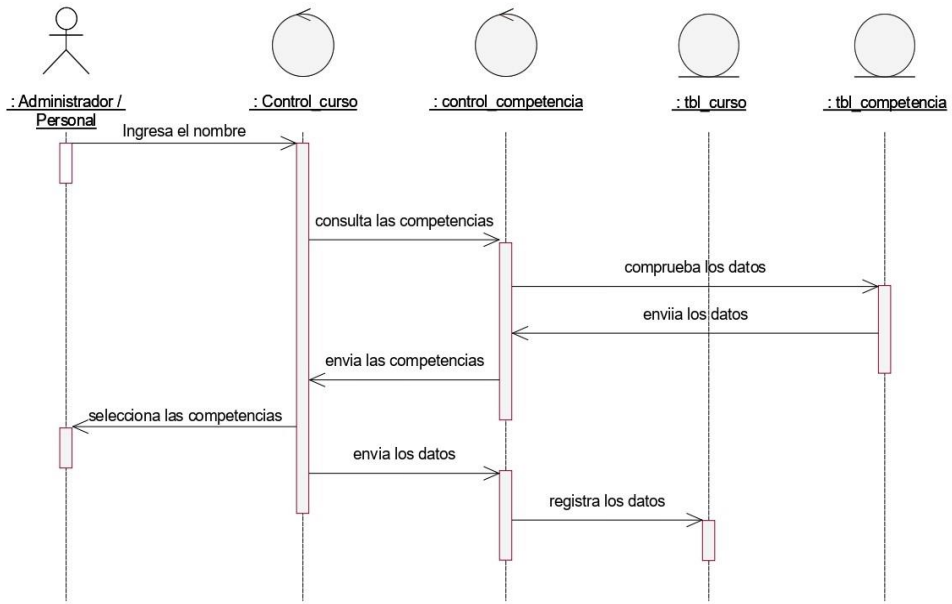 : Administrador /
Personal
: Control_curso
: control_competencia
: tbl_curso
: tbl_competencia
Ingresa el nombre
consulta las competencias
comprueba los datos
enviia los datos
envia las competencias
selecciona las competencias
envia los datos
registra los datos